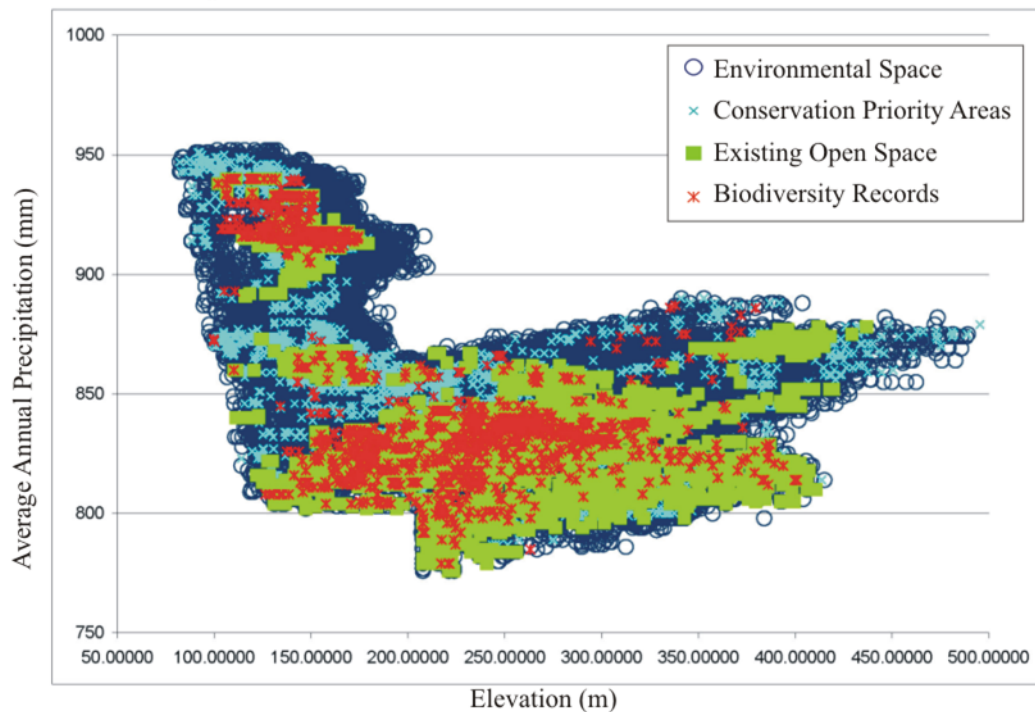 1000
950
900
850
800
750
50.00000 100.00000 150.00000 200.00000 250.00000 300.00000 350.00000 400.00000 450.00000 500.00000
Average Annual Precipitation (mm)
Elevation (m)
Environmental Space
Conservation Priority Areas
Existing Open Space
Biodiversity Records